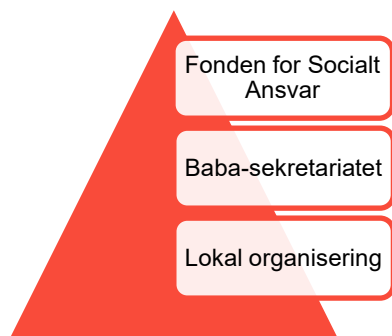 Fonden for Socialt
Ansvar
Baba-sekretariatet
Lokal organisering